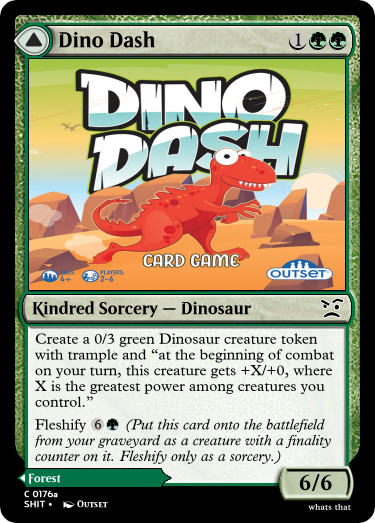 Dino Dash 1
DINO
DASH
CARD GAME
AGES: 4+
PLAYERS: 2-6
OUTSET
Kindred Sorcery — Dinosaur
Create a 0/3 green Dinosaur creature token
with trample and “at the beginning of combat
on your turn, this creature gets +X/+0, where
X is the greatest power among creatures you
control.”
Fleshify 6 (Put this card onto the battlefield
from your graveyard as a creature with a finality
counter on it. Fleshify only as a sorcery.)
Forest
6/6
C 0176a
SHIT • Outset
whats that